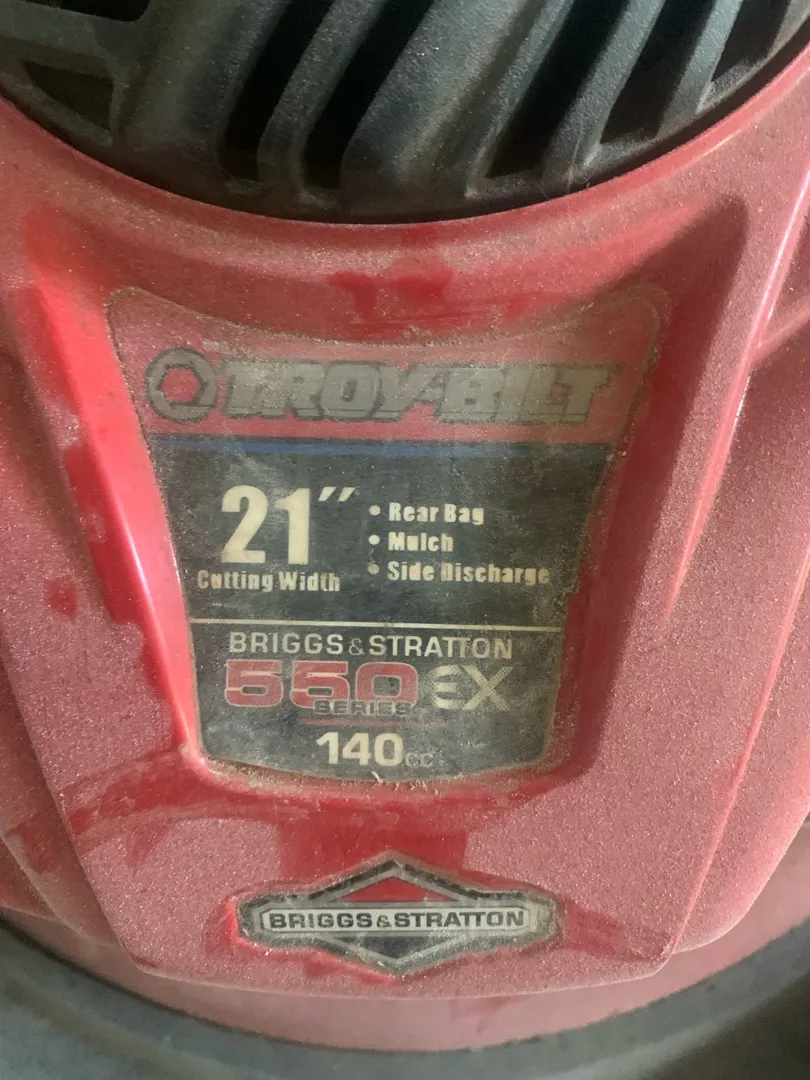 TROY-BILT
21"
Cutting Width
• Rear Bag
• Mulch
• Side Discharge
BRIGGS & STRATTON
550 EX
SERIES
140cc
BRIGGS & STRATTON